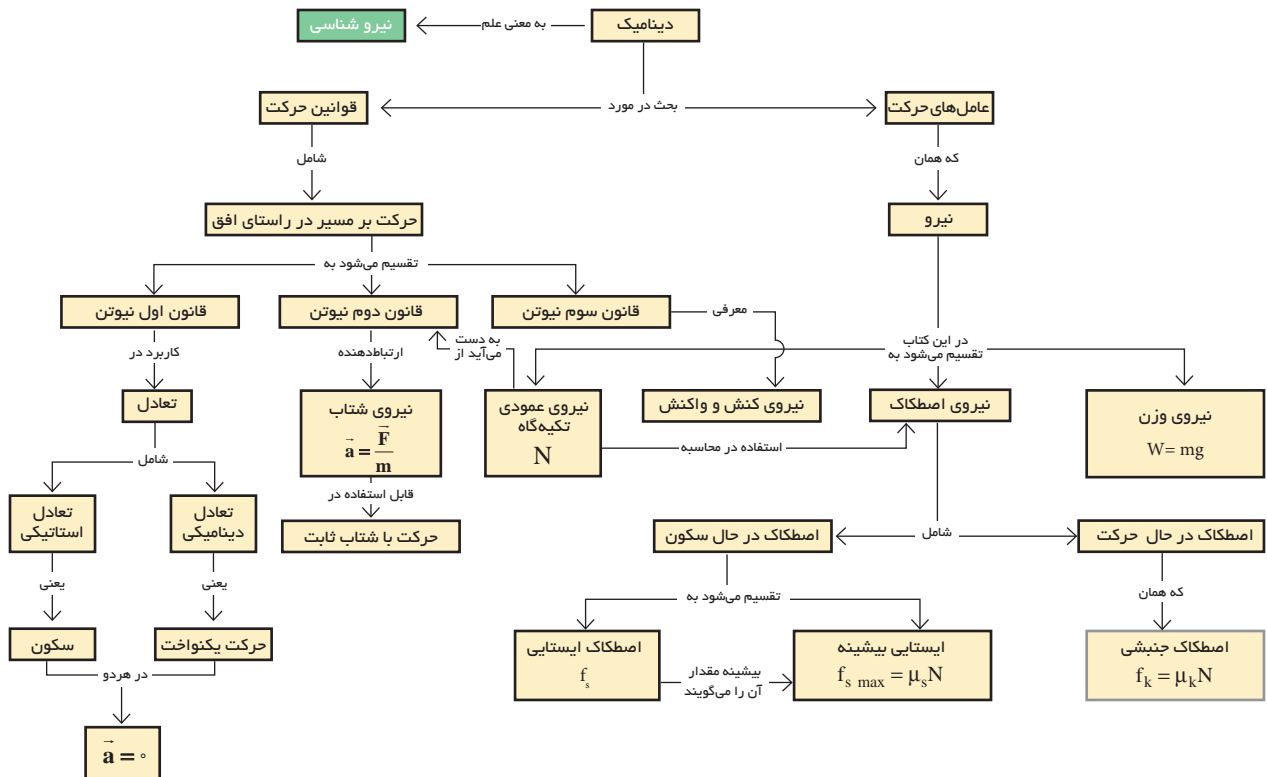 دینامیک
به معنی علم
نیرو شناسی
بحث در مورد
عامل‌های حرکت
قوانین حرکت
که همان
شامل
نیرو
حرکت بر مسیر در راستای افق
تقسیم می‌شود به
قانون سوم نیوتن
قانون دوم نیوتن
قانون اول نیوتن
معرفی
به دست
می‌آید از
ارتباط‌دهنده
کاربرد در
در این کتاب
تقسیم می‌شود به
نیروی وزن
W= mg
نیروی اصطکاک
نیروی کنش و واکنش
نیروی عمودی
تکیه‌گاه
N
استفاده در محاسبه
نیروی شتاب
a⃗ = F⃗/m
تعادل
شامل
قابل استفاده در
حرکت با شتاب ثابت
تعادل
دینامیکی
تعادل
استاتیکی
یعنی
یعنی
حرکت یکنواخت
سکون
در هردو
a⃗ = ۰
شامل
اصطکاک در حال حرکت
اصطکاک در حال سکون
که همان
تقسیم می‌شود به
اصطکاک جنبشی
f_k = μ_kN
ایستایی بیشینه
f_s max = μ_sN
اصطکاک ایستایی
f_s
بیشینه مقدار
آن را می‌گویند